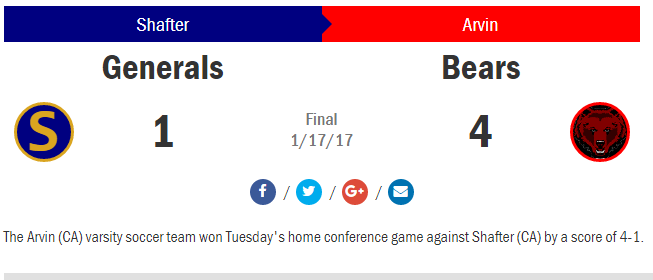 Shafter Arvin
Generals Bears
S 1 Final 4
1/17/17
f / / G+ /
The Arvin (CA) varsity soccer team won Tuesday's home conference game against Shafter (CA) by a score of 4-1.